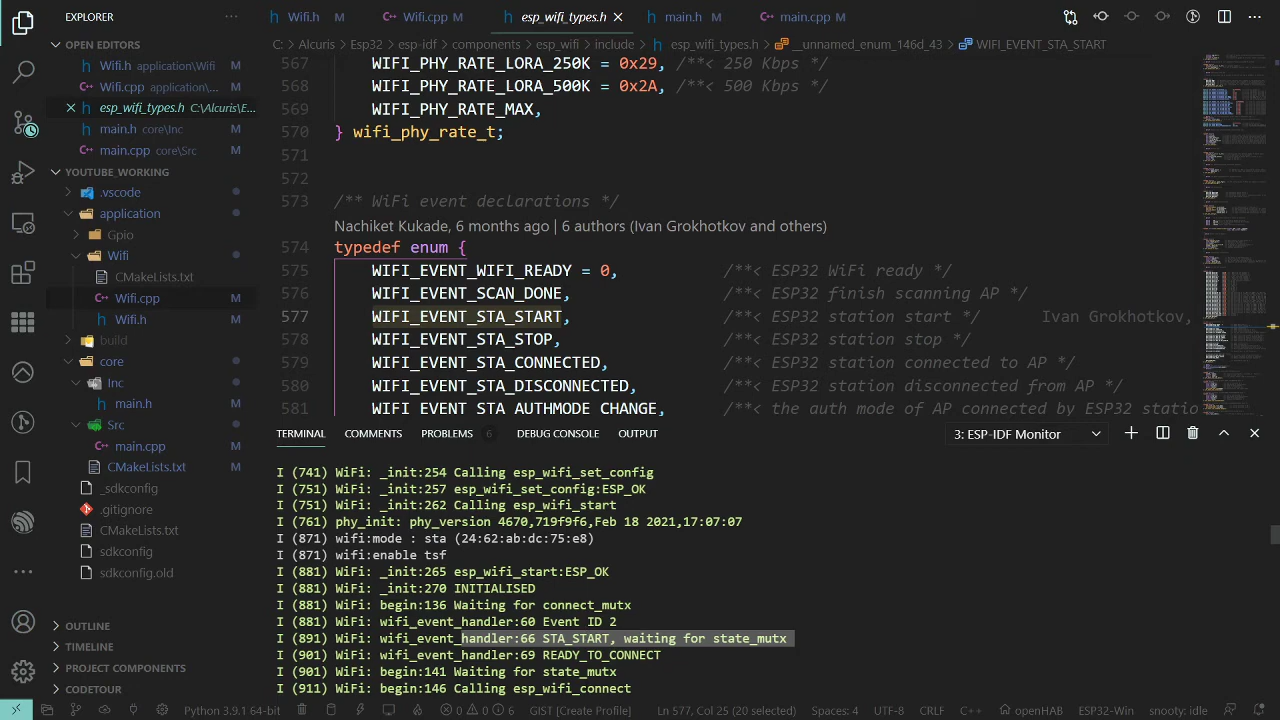 EXPLORER
OPEN EDITORS
Wifi.h application\Wifi M
Wifi.cpp application\... M
esp_wifi_types.h C:\Alcuris\E...
main.h core\Inc M
main.cpp core\Src M
YOUTUBE_WORKING
.vscode
application
Gpio
Wifi
CMakeLists.txt
Wifi.cpp M
Wifi.h M
build
core
Inc
main.h M
Src
main.cpp M
CMakeLists.txt M
_sdkconfig
.gitignore
CMakeLists.txt
sdkconfig
sdkconfig.old
OUTLINE
TIMELINE
PROJECT COMPONENTS
CODETOUR
Wifi.h M Wifi.cpp M esp_wifi_types.h main.h M main.cpp M
C: > Alcuris > Esp32 > esp-idf > components > esp_wifi > include > esp_wifi_types.h > __unnamed_enum_146d_43 > WIFI_EVENT_STA_START
567 WIFI_PHY_RATE_LORA_250K = 0x29, /**< 250 Kbps */
568 WIFI_PHY_RATE_LORA_500K = 0x2A, /**< 500 Kbps */
569 WIFI_PHY_RATE_MAX,
570 } wifi_phy_rate_t;
571
572
573 /** WiFi event declarations */
Nachiket Kukade, 6 months ago | 6 authors (Ivan Grokhotkov and others)
574 typedef enum {
575 WIFI_EVENT_WIFI_READY = 0, /**< ESP32 WiFi ready */
576 WIFI_EVENT_SCAN_DONE, /**< ESP32 finish scanning AP */
577 WIFI_EVENT_STA_START, /**< ESP32 station start */ Ivan Grokhotkov,
578 WIFI_EVENT_STA_STOP, /**< ESP32 station stop */
579 WIFI_EVENT_STA_CONNECTED, /**< ESP32 station connected to AP */
580 WIFI_EVENT_STA_DISCONNECTED, /**< ESP32 station disconnected from AP */
581 WIFI_EVENT_STA_AUTHMODE_CHANGE, /**< the auth mode of AP connected by ESP32 statio
TERMINAL COMMENTS PROBLEMS 6 DEBUG CONSOLE OUTPUT 3: ESP-IDF Monitor
I (741) WiFi: _init:254 Calling esp_wifi_set_config
I (751) WiFi: _init:257 esp_wifi_set_config:ESP_OK
I (751) WiFi: _init:262 Calling esp_wifi_start
I (761) phy_init: phy_version 4670,719f9f6,Feb 18 2021,17:07:07
I (871) wifi:mode : sta (24:62:ab:dc:75:e8)
I (871) wifi:enable tsf
I (881) WiFi: _init:265 esp_wifi_start:ESP_OK
I (881) WiFi: _init:270 INITIALISED
I (881) WiFi: begin:136 Waiting for connect_mutx
I (881) WiFi: wifi_event_handler:60 Event ID 2
I (891) WiFi: wifi_event_handler:66 STA_START, waiting for state_mutx
I (901) WiFi: wifi_event_handler:69 READY_TO_CONNECT
I (901) WiFi: begin:141 Waiting for state_mutx
I (911) WiFi: begin:146 Calling esp_wifi_connect
Python 3.9.1 64-bit 0 0 6 GIST [Create Profile] Ln 577, Col 25 (20 selected) Spaces: 4 UTF-8 CRLF C++ openHAB ESP32-Win snooty: idle